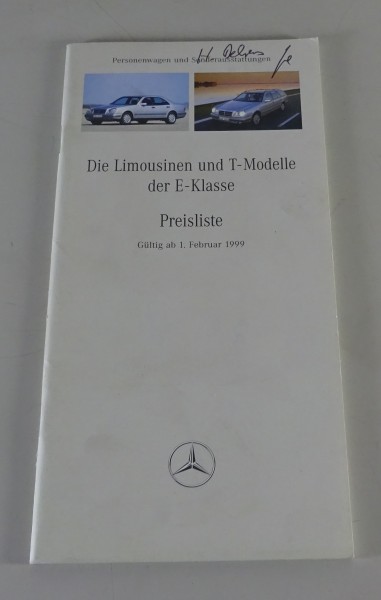 Personenwagen und Sonderausstattungen
Die Limousinen und T-Modelle
der E-Klasse
Preisliste
Gültig ab 1. Februar 1999